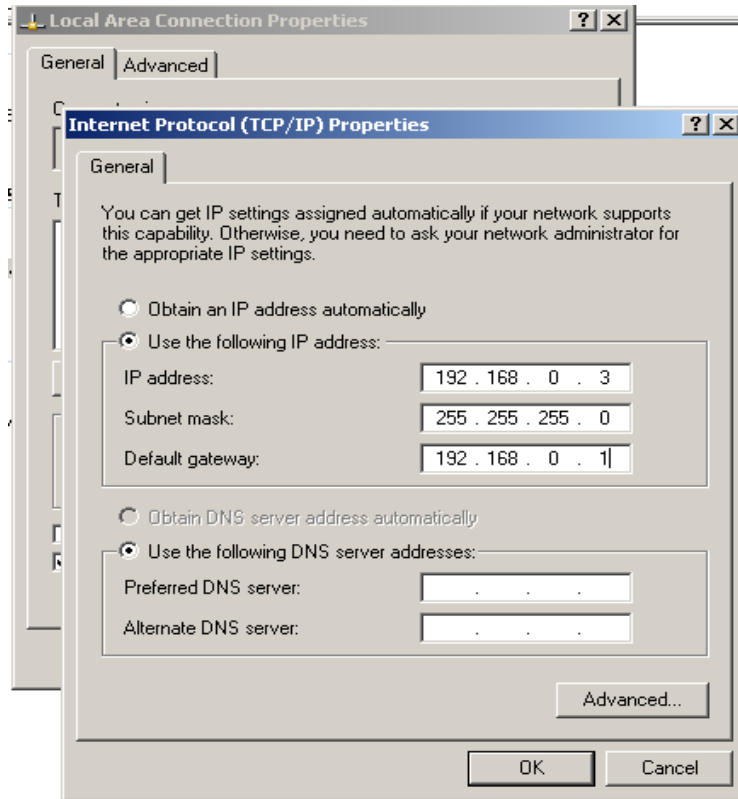 Local Area Connection Properties
General Advanced
Internet Protocol (TCP/IP) Properties
General
You can get IP settings assigned automatically if your network supports
this capability. Otherwise, you need to ask your network administrator for
the appropriate IP settings.
Obtain an IP address automatically
Use the following IP address:
IP address: 192 . 168 . 0 . 3
Subnet mask: 255 . 255 . 255 . 0
Default gateway: 192 . 168 . 0 . 1
Obtain DNS server address automatically
Use the following DNS server addresses:
Preferred DNS server: . . .
Alternate DNS server: . . .
Advanced...
OK Cancel